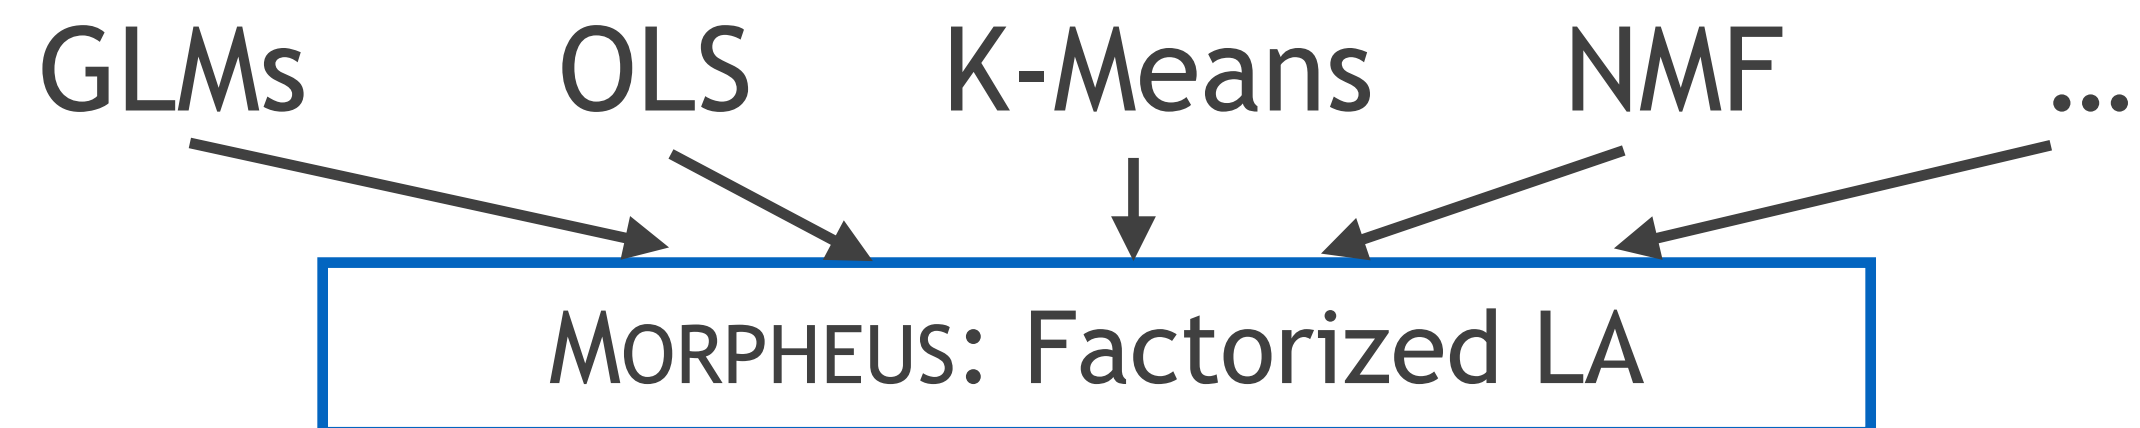 GLMs OLS K-Means NMF ...
MORPHEUS: Factorized LA